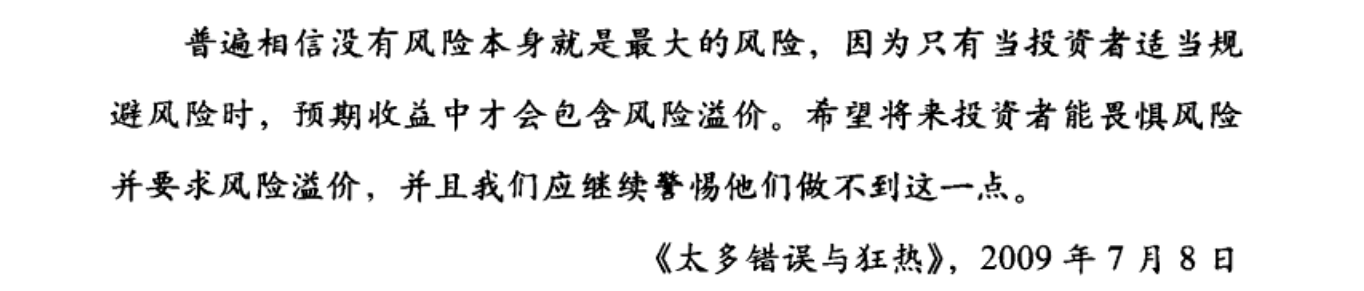 普遍相信没有风险本身就是最大的风险，因为只有当投资者适当规
避风险时，预期收益中才会包含风险溢价。希望将来投资者能畏惧风险
并要求风险溢价，并且我们应继续警惕他们做不到这一点。
《太多错误与狂热》，2009 年 7 月 8 日